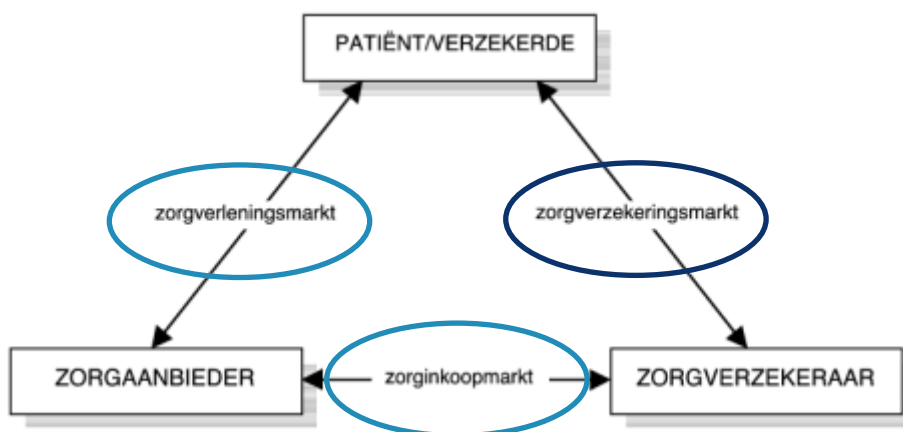 PATIËNT/VERZEKERDE
zorgverleningsmarkt
zorgverzekeringsmarkt
ZORGAANBIEDER
zorginkoopmarkt
ZORGVERZEKERAAR